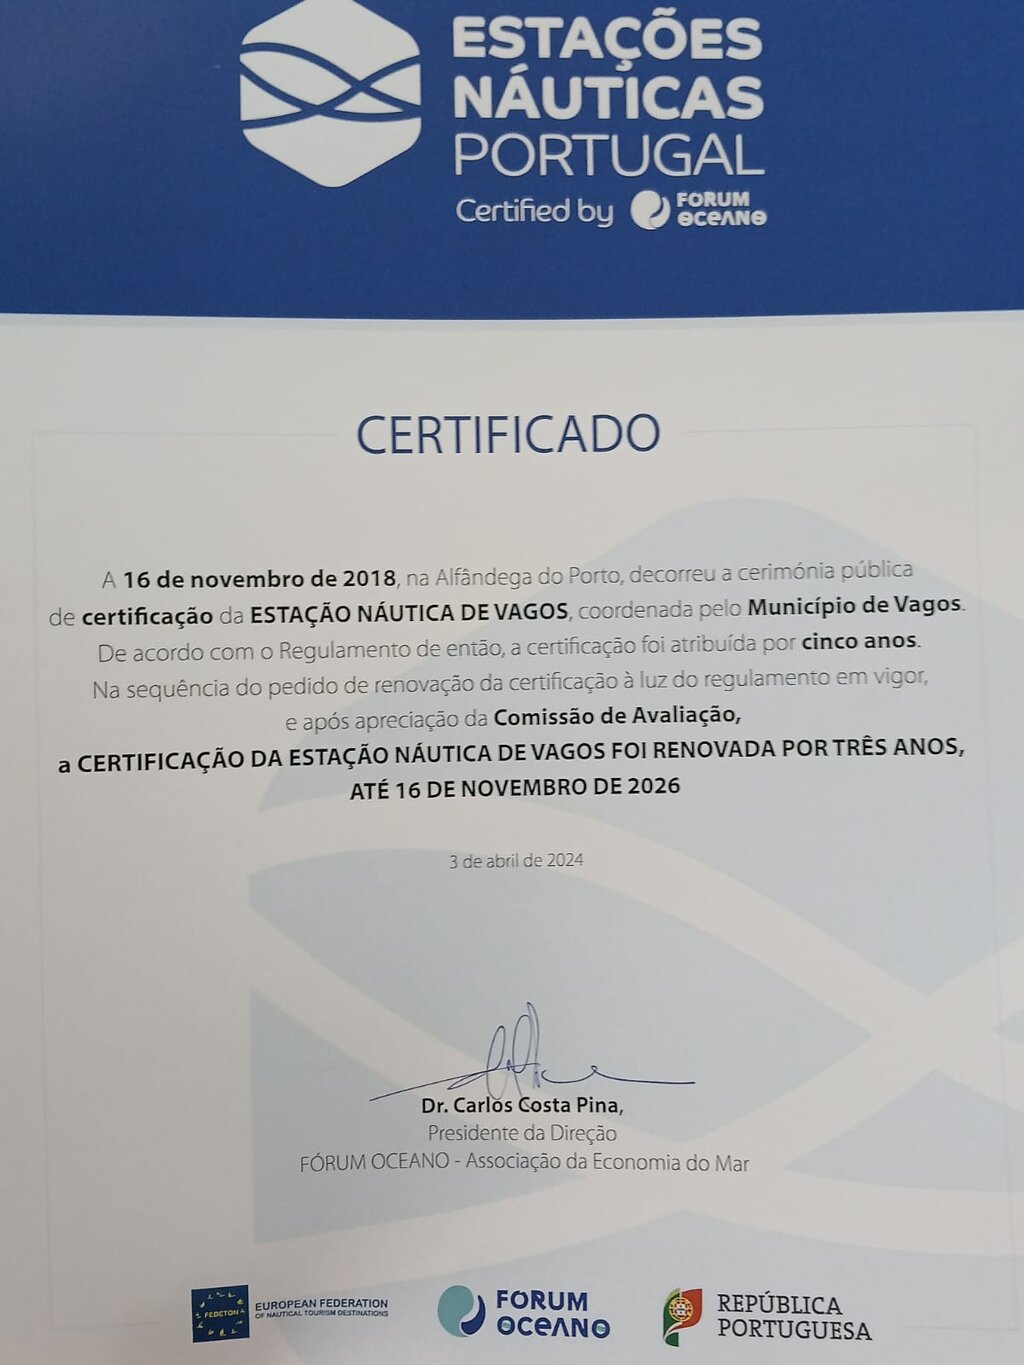 ESTAÇÕES
NÁUTICAS
PORTUGAL
Certified by FORUM
OCEANO
CERTIFICADO
A 16 de novembro de 2018, na Alfândega do Porto, decorreu a cerimónia pública
de certificação da ESTAÇÃO NÁUTICA DE VAGOS, coordenada pelo Município de Vagos.
De acordo com o Regulamento de então, a certificação foi atribuída por cinco anos.
Na sequência do pedido de renovação da certificação à luz do regulamento em vigor,
e após apreciação da Comissão de Avaliação,
a CERTIFICAÇÃO DA ESTAÇÃO NÁUTICA DE VAGOS FOI RENOVADA POR TRÊS ANOS,
ATÉ 16 DE NOVEMBRO DE 2026
3 de abril de 2024
Dr. Carlos Costa Pina,
Presidente da Direção
FÓRUM OCEANO - Associação da Economia do Mar
FEDETON
EUROPEAN FEDERATION
OF NAUTICAL TOURISM DESTINATIONS
FORUM
OCEANO
REPÚBLICA
PORTUGUESA